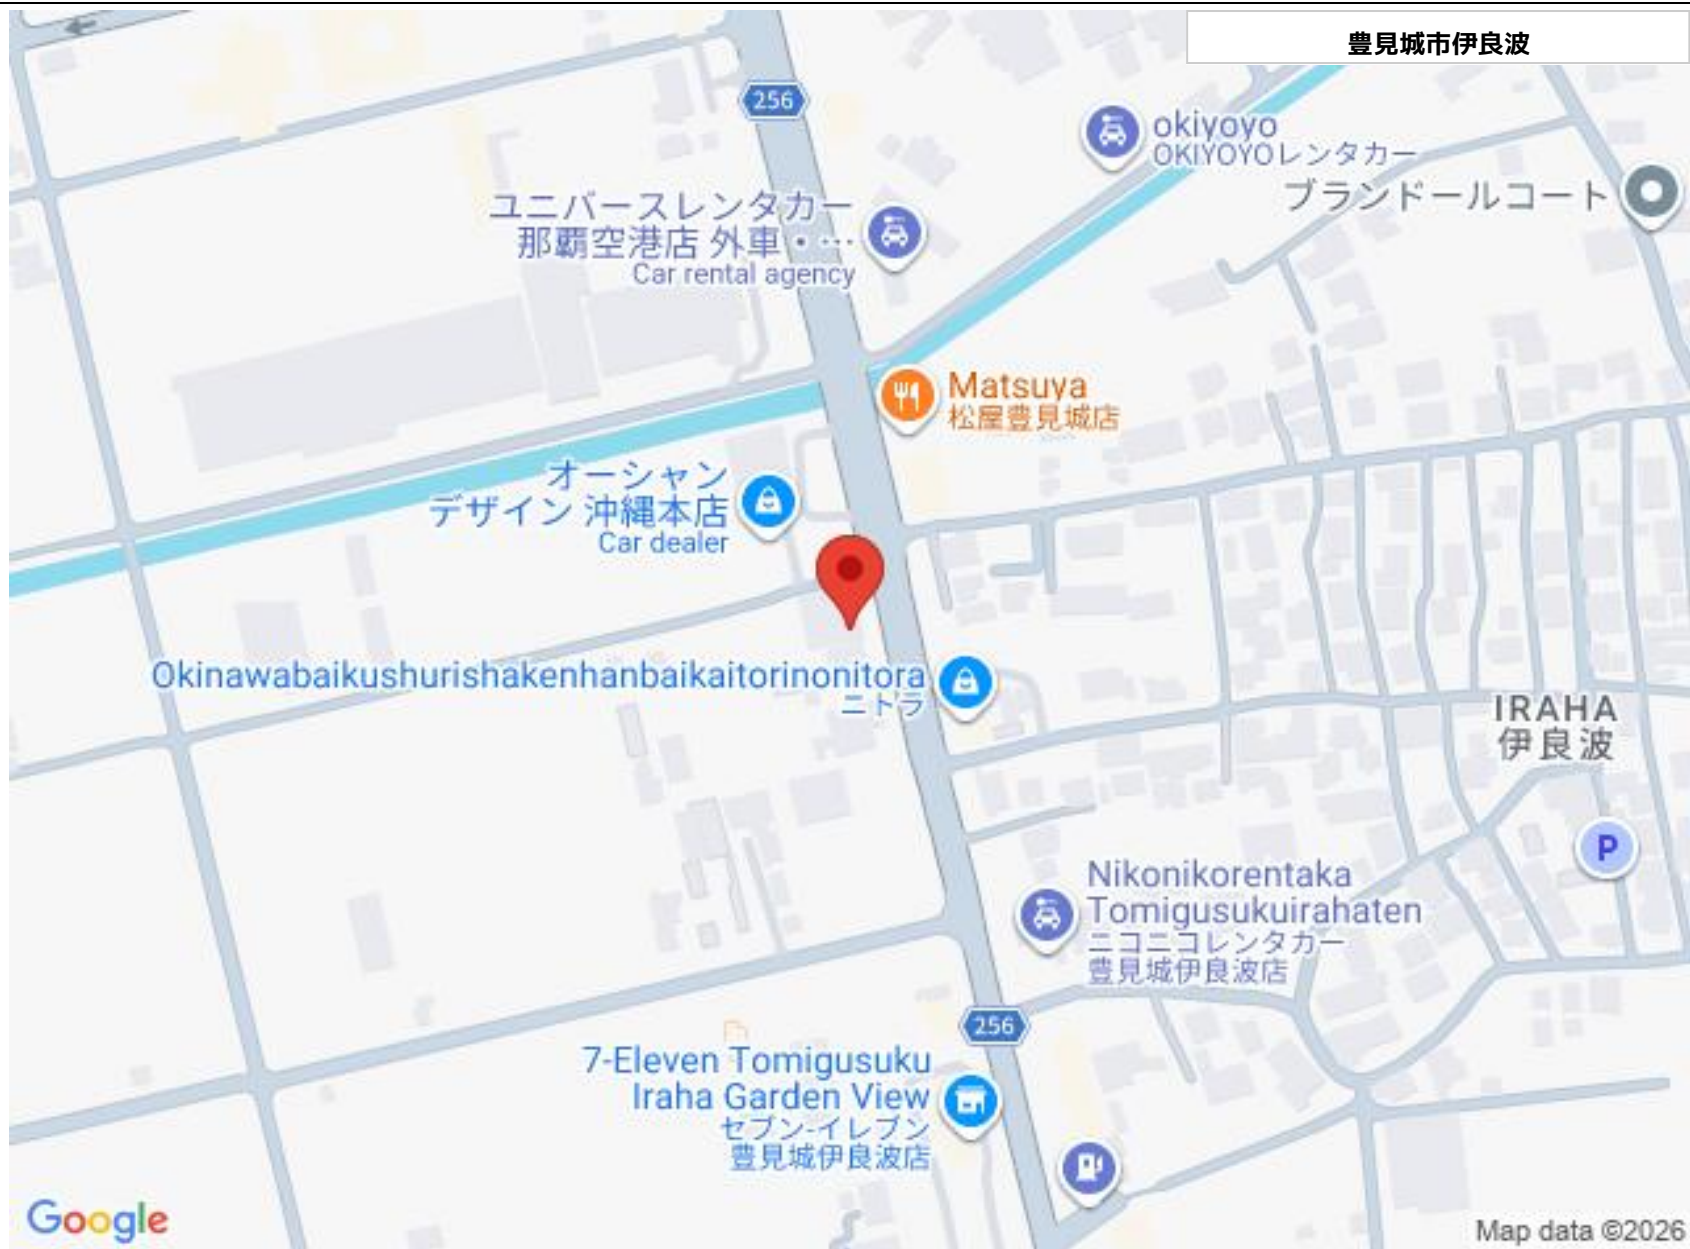 豊見城市伊良波
256
okiyoyo
OKIYOYOレンタカー
ブランドールコート
ユニバースレンタカー
那覇空港店 外車・…
Car rental agency
Matsuya
松屋豊見城店
オーシャン
デザイン 沖縄本店
Car dealer
Okinawabaikushurishakenhanbaikaitorinonitora
ニトラ
IRAHA
伊良波
P
Nikonikorentaka
Tomigusukuirahaten
ニコニコレンタカー
豊見城伊良波店
256
7-Eleven Tomigusuku
Iraha Garden View
セブン-イレブン
豊見城伊良波店
Google
Map data ©2026